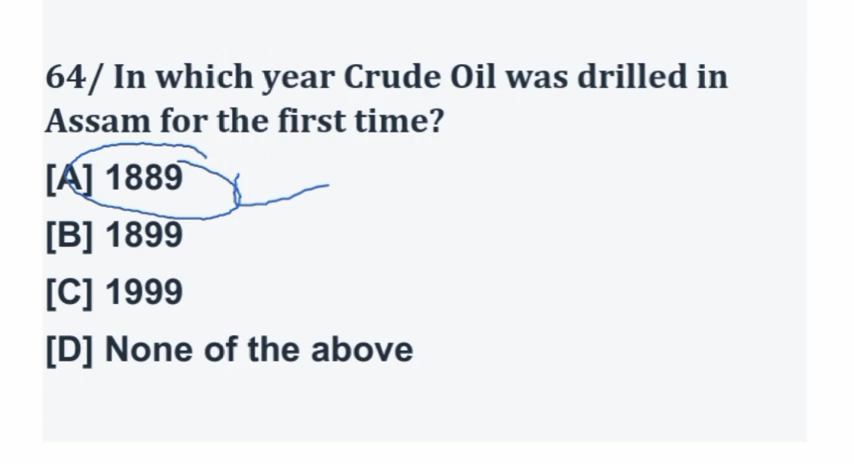 64/ In which year Crude Oil was drilled in
Assam for the first time?
[A] 1889
[B] 1899
[C] 1999
[D] None of the above